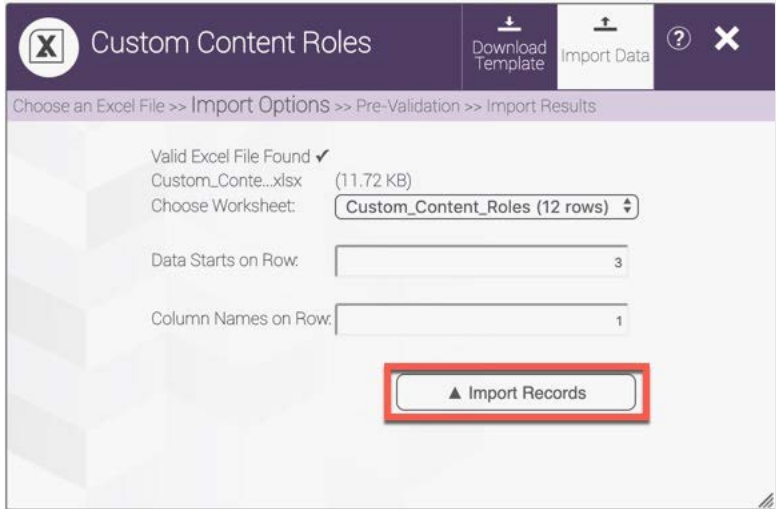 X Custom Content Roles
Download Template
Import Data
?
Choose an Excel File >> Import Options >> Pre-Validation >> Import Results
Valid Excel File Found ✔
Custom_Conte...xlsx (11.72 KB)
Choose Worksheet: Custom_Content_Roles (12 rows)
Data Starts on Row: 3
Column Names on Row: 1
▲ Import Records